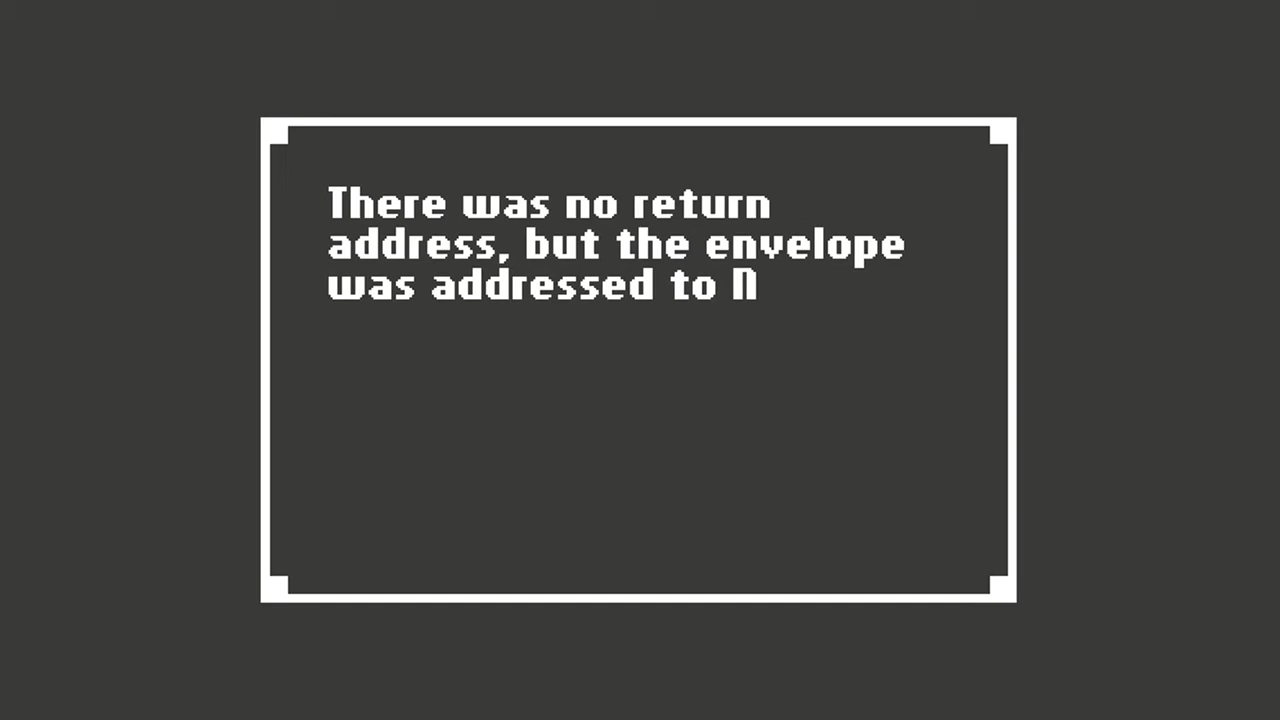 There was no return
address, but the envelope
was addressed to N